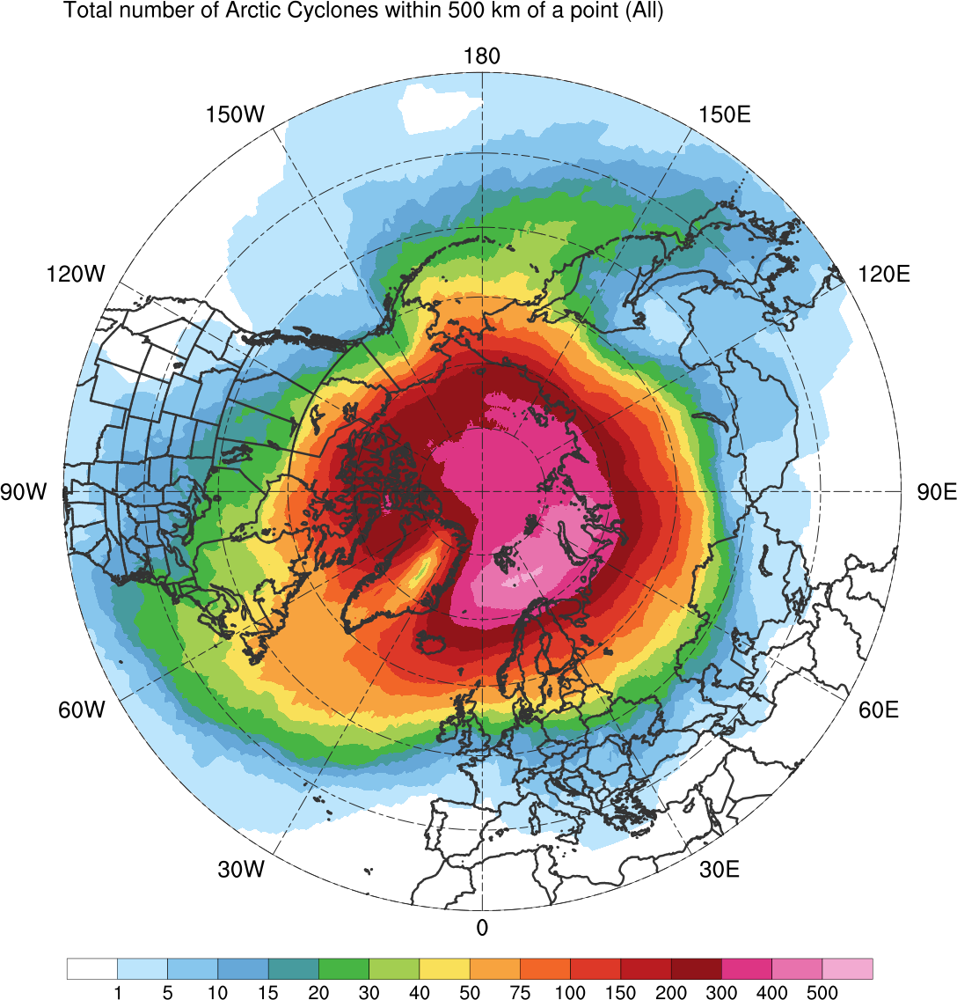 Total number of Arctic Cyclones within 500 km of a point (All)
180
150W
150E
120W
120E
90W
90E
60W
60E
30W
30E
0
1 5 10 15 20 30 40 50 75 100 150 200 300 400 500